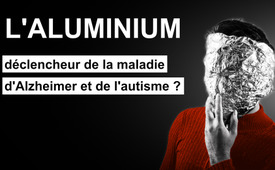 L'ALUMINIUM
déclencheur de la maladie
d'Alzheimer et de l'autisme ?